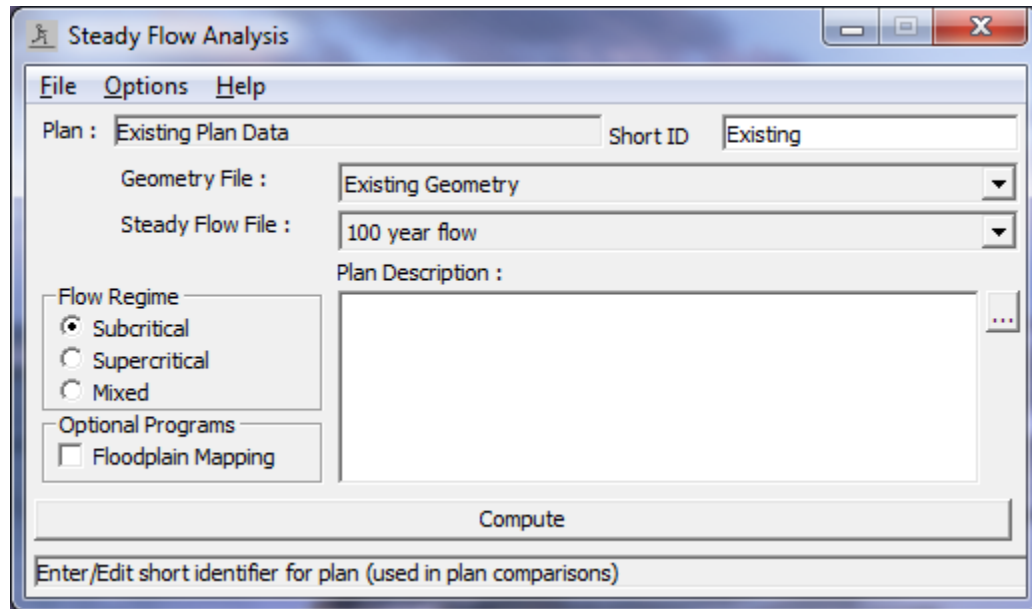 Steady Flow Analysis
File Options Help
Plan : Existing Plan Data Short ID Existing
Geometry File : Existing Geometry
Steady Flow File : 100 year flow
Plan Description :
Flow Regime
Subcritical
...
Supercritical
Mixed
Optional Programs
Floodplain Mapping
Compute
Enter/Edit short identifier for plan (used in plan comparisons)